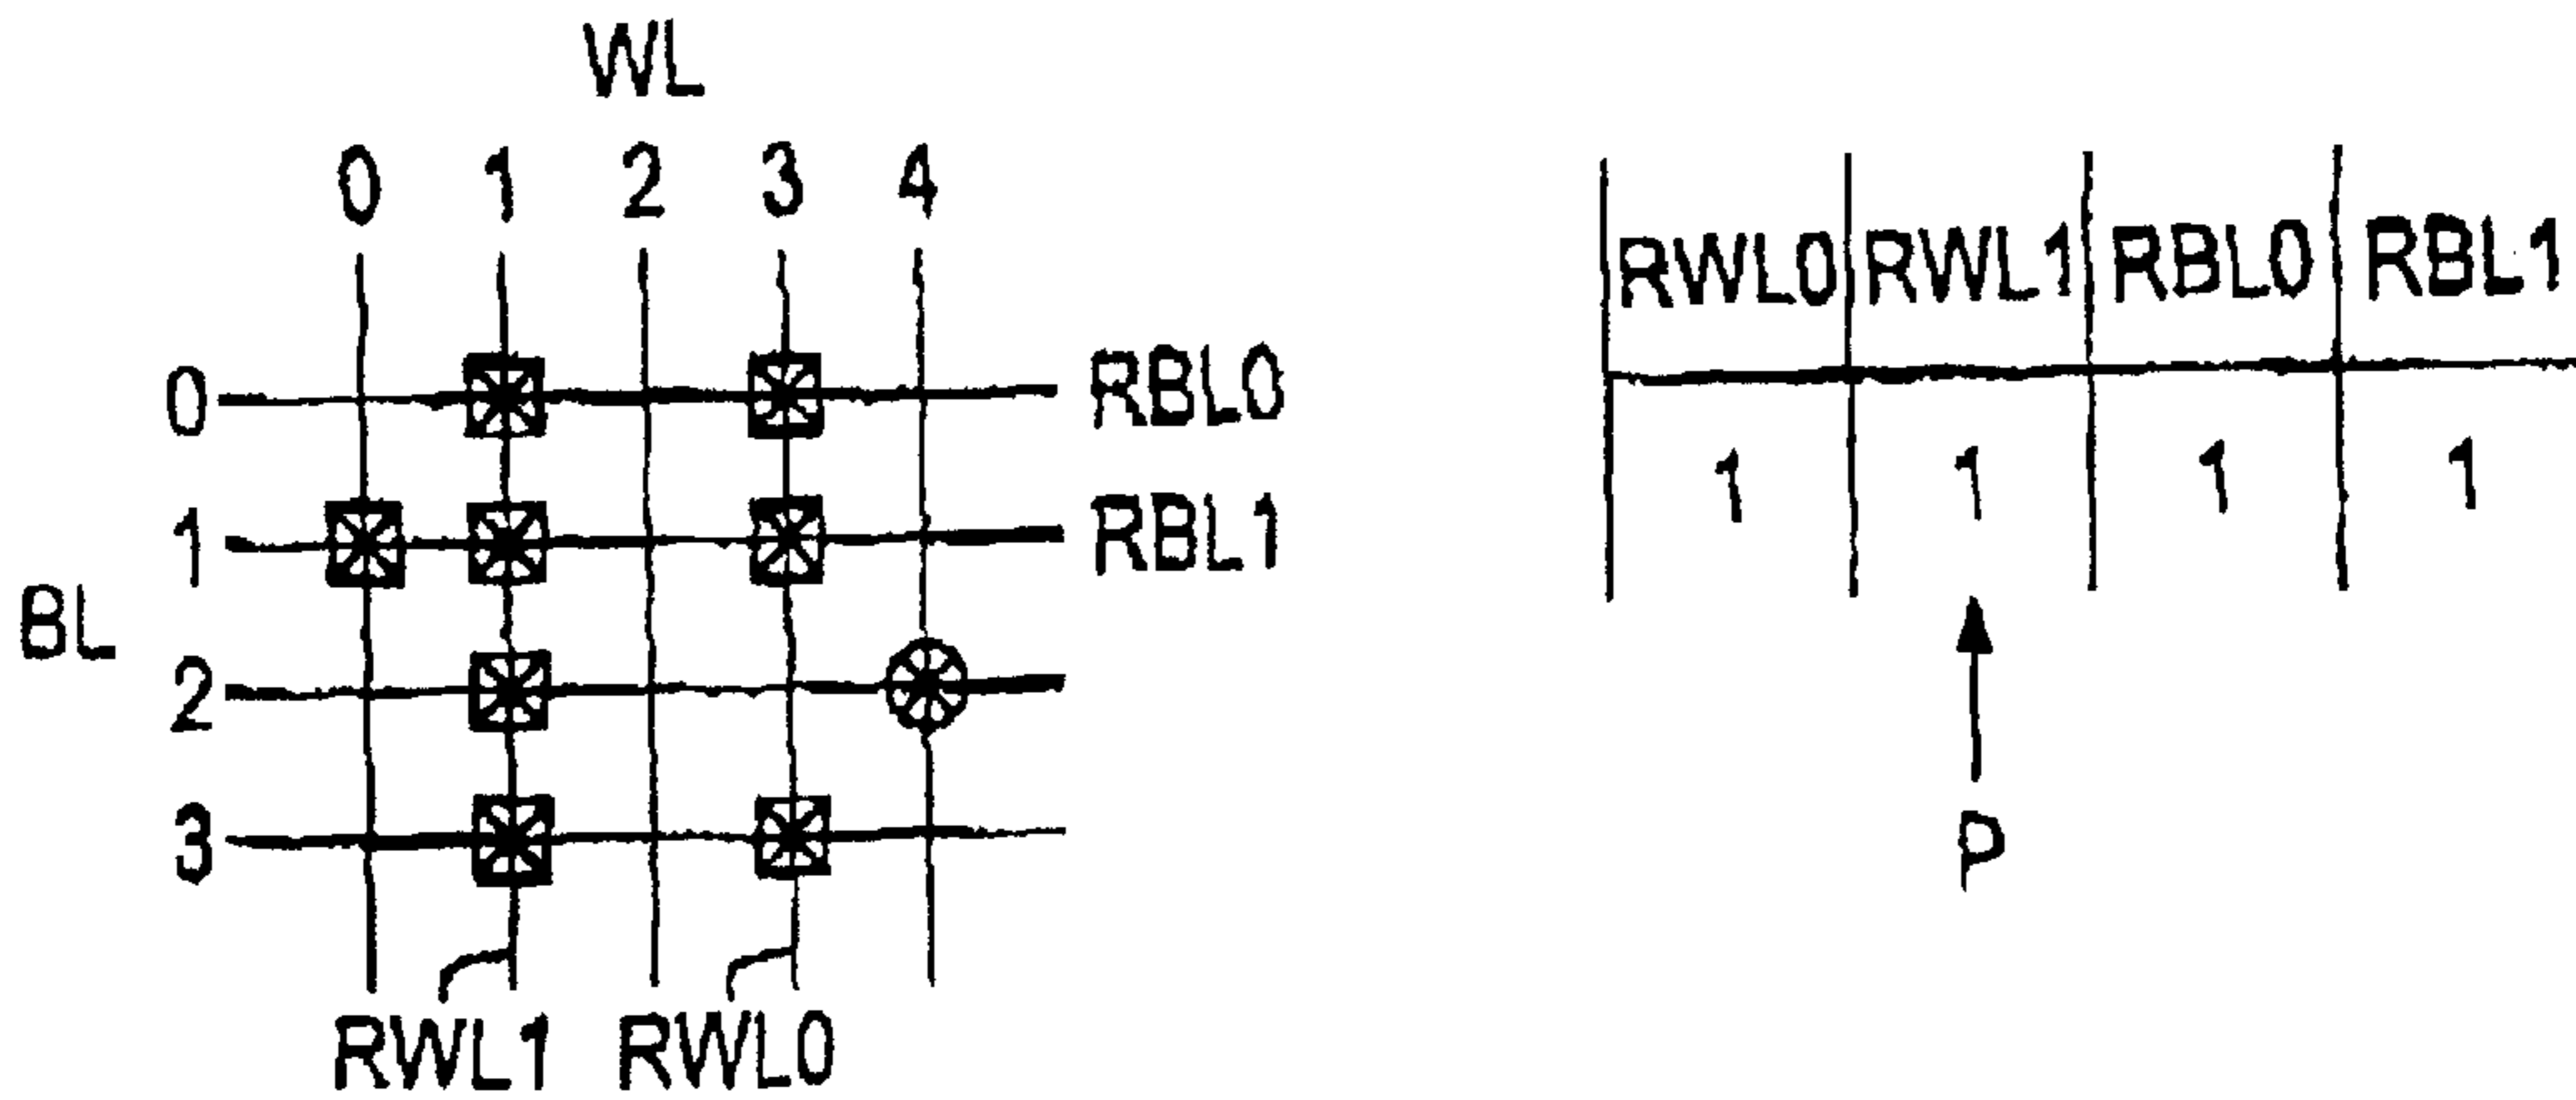 WL
0 1 2 3 4
0 RBL0
1 RBL1
BL
2
3
RWL1 RWL0
RWL0 RWL1 RBL0 RBL1
1 1 1 1
P